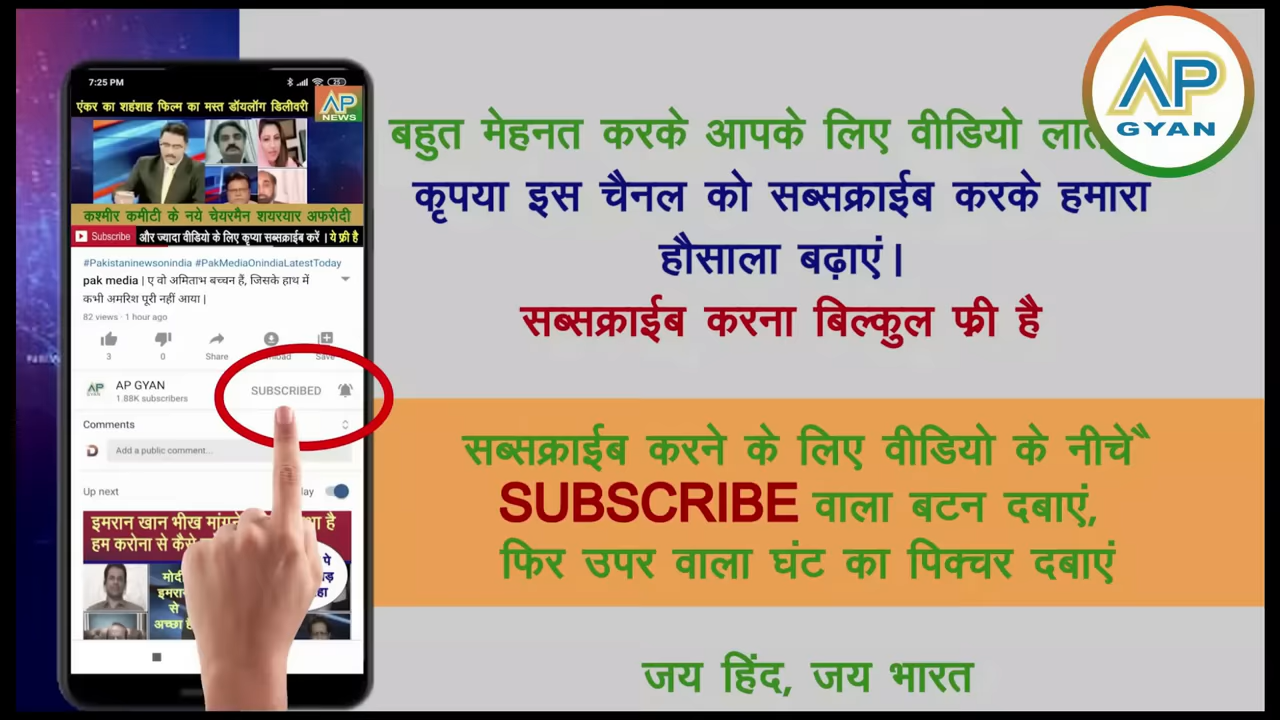 7:25 PM
एंकर का शहंशाह फिल्म का मस्त डॉयलॉग डिलीवरी
AP
NEWS
कश्मीर कमीटी के नये चेयरमैन शयरयार अफरीदी
Subscribe और ज्यादा वीडियो के लिए कृप्या सब्सक्राईब करें | ये फ्री है
#Pakistaninewsonindia #PakMediaOnindiaLatestToday
pak media | ए वो अमिताभ बच्चन हैं, जिसके हाथ में
कभी अमरिश पूरी नहीं आया |
82 views · 1 hour ago
3 0 Share Save
AP GYAN SUBSCRIBED
1.88K subscribers
Comments
Add a public comment...
Up next
इमरान खान भीख मांगने है
हम करोना से कैसे
मोदी
से
अच्छा
AP
GYAN
बहुत मेहनत करके आपके लिए वीडियो
कृपया इस चैनल को सब्सक्राईब करके हमारा
हौसाला बढ़ाएं|
सब्सक्राईब करना बिल्कुल फ्री है
सब्सक्राईब करने के लिए वीडियो के नीचेै
SUBSCRIBE वाला बटन दबाएं,
फिर उपर वाला घंट का पिक्चर दबाएं
जय हिंद, जय भारत